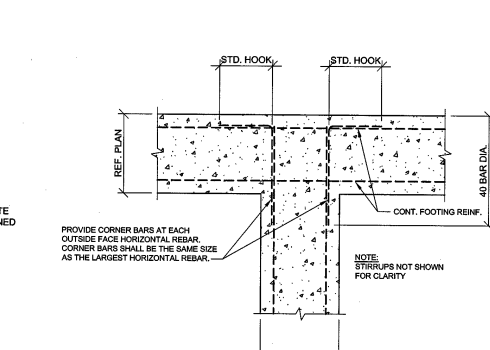 STD. HOOK
STD. HOOK
REF. PLAN
40 BAR DIA.
CONT. FOOTING REINF.
PROVIDE CORNER BARS AT EACH
OUTSIDE FACE HORIZONTAL REBAR.
CORNER BARS SHALL BE THE SAME SIZE
AS THE LARGEST HORIZONTAL REBAR.
NOTE:
STIRRUPS NOT SHOWN
FOR CLARITY